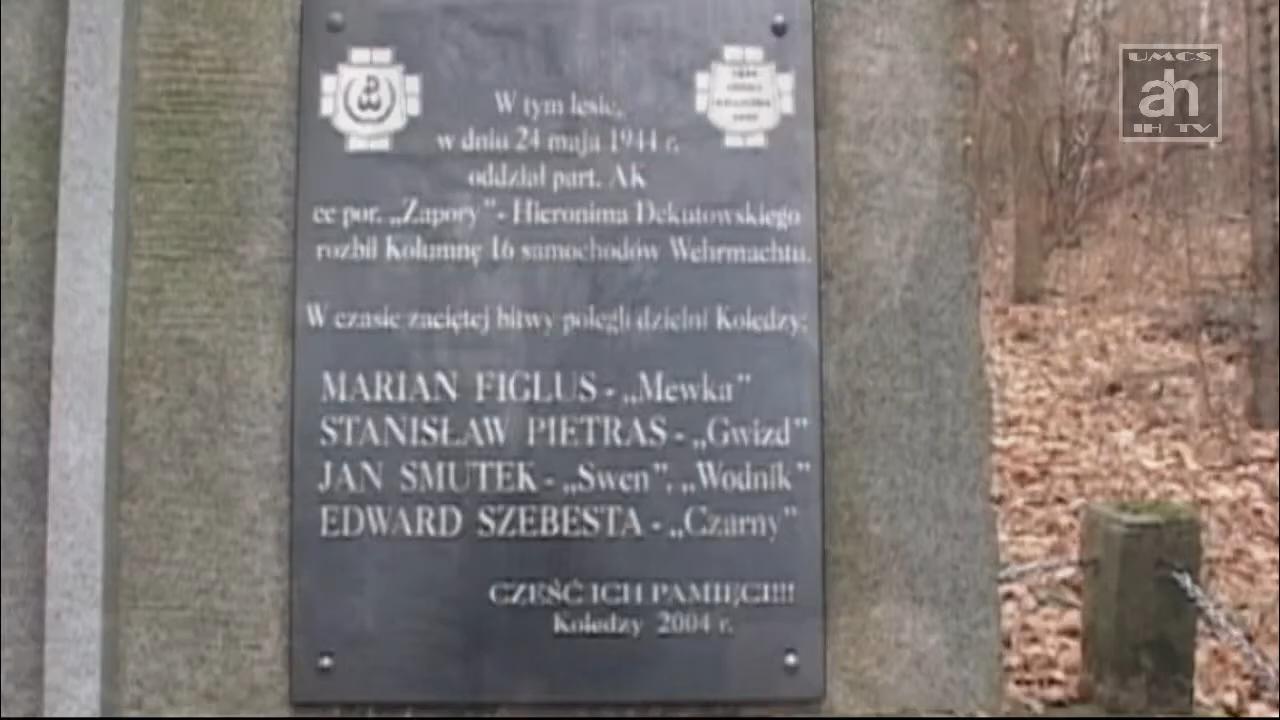 W tym lesie,
w dniu 24 maja 1944 r.
oddział part. AK
cc por. „Zapory” - Hieronima Dekutowskiego
rozbił Kolumnę 16 samochodów Wehrmachtu.
W czasie zaciętej bitwy polegli dzielni Koledzy:
MARIAN FIGLUS - „Mewka”
STANISŁAW PIETRAS - „Gwizd”
JAN SMUTEK - „Swen”, „Wodnik”
EDWARD SZEBESTA - „Czarny”
CZEŚĆ ICH PAMIĘCI!!!
Koledzy 2004 r.
UMCS
ah
IH TV